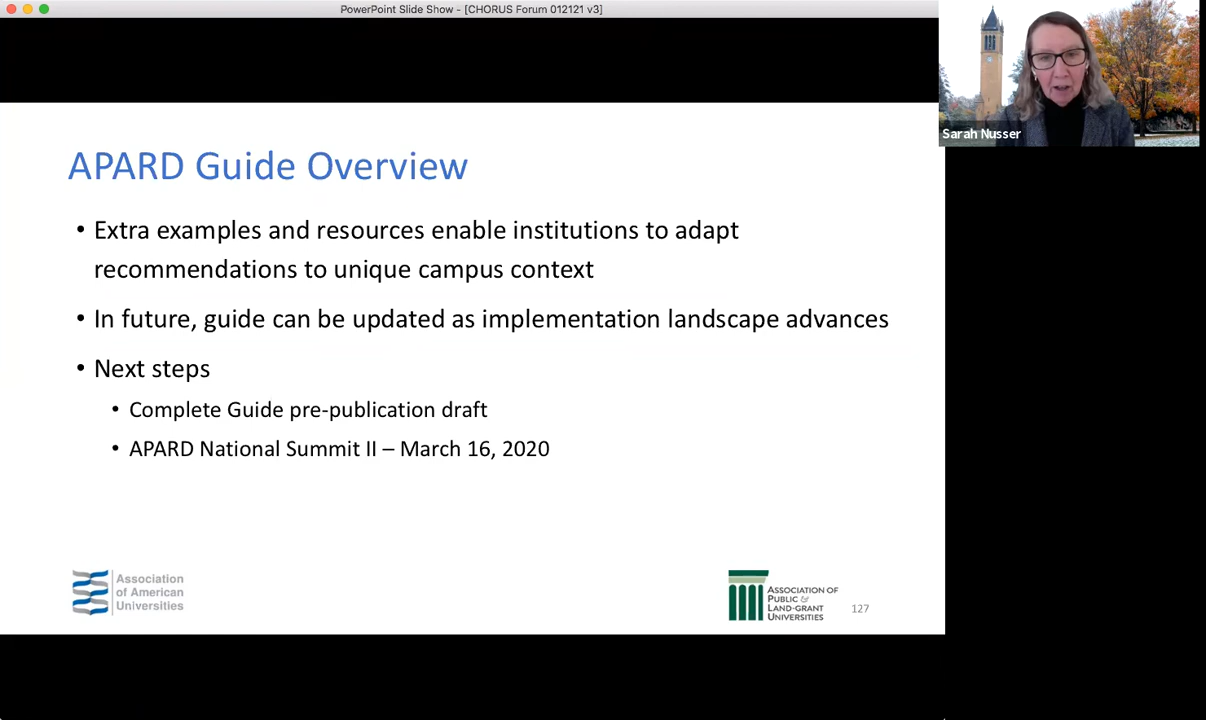 PowerPoint Slide Show - [CHORUS Forum 012121 v3]
Sarah Nusser
APARD Guide Overview
• Extra examples and resources enable institutions to adapt
recommendations to unique campus context
• In future, guide can be updated as implementation landscape advances
• Next steps
• Complete Guide pre-publication draft
• APARD National Summit II – March 16, 2020
Association
of American
Universities
ASSOCIATION OF
PUBLIC &
LAND-GRANT
UNIVERSITIES
127